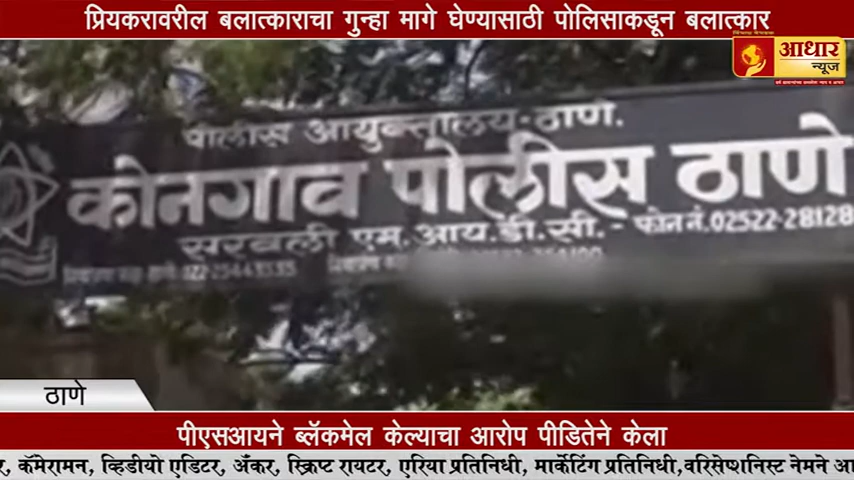 प्रियकरावरील बलात्काराचा गुन्हा मागे घेण्यासाठी पोलिसाकडून बलात्कार
आधार
न्यूज
पोलीस आयुक्तालय-ठाणे.
कोनगाव पोलीस ठाणे
सरवली एम.आय.डी.सी. - फोन नं.02522-28128
ठाणे
पीएसआयने ब्लॅकमेल केल्याचा आरोप पीडितेने केला
र, कॅमेरामन, व्हिडीयो एडिटर, अँकर, स्क्रिप्ट रायटर, एरिया प्रतिनिधी, मार्केटिंग प्रतिनिधी,वरिसेप्शनिस्ट नेमने आ